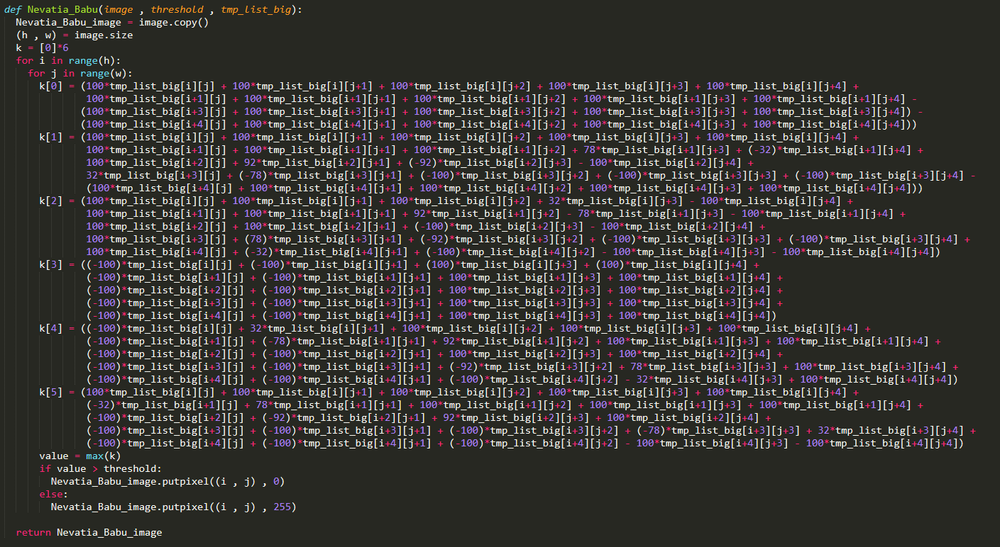 def Nevatia_Babu(image , threshold , tmp_list_big):
  Nevatia_Babu_image = image.copy()
  (h , w) = image.size
  k = [0]*6
  for i in range(h):
    for j in range(w):
      k[0] = (100*tmp_list_big[i][j] + 100*tmp_list_big[i][j+1] + 100*tmp_list_big[i][j+2] + 100*tmp_list_big[i][j+3] + 100*tmp_list_big[i][j+4] +
              100*tmp_list_big[i+1][j] + 100*tmp_list_big[i+1][j+1] + 100*tmp_list_big[i+1][j+2] + 100*tmp_list_big[i+1][j+3] + 100*tmp_list_big[i+1][j+4] -
             (100*tmp_list_big[i+3][j] + 100*tmp_list_big[i+3][j+1] + 100*tmp_list_big[i+3][j+2] + 100*tmp_list_big[i+3][j+3] + 100*tmp_list_big[i+3][j+4]) -
             (100*tmp_list_big[i+4][j] + 100*tmp_list_big[i+4][j+1] + 100*tmp_list_big[i+4][j+2] + 100*tmp_list_big[i+4][j+3] + 100*tmp_list_big[i+4][j+4]))
      k[1] = (100*tmp_list_big[i][j] + 100*tmp_list_big[i][j+1] + 100*tmp_list_big[i][j+2] + 100*tmp_list_big[i][j+3] + 100*tmp_list_big[i][j+4] +
              100*tmp_list_big[i+1][j] + 100*tmp_list_big[i+1][j+1] + 100*tmp_list_big[i+1][j+2] + 78*tmp_list_big[i+1][j+3] + (-32)*tmp_list_big[i+1][j+4] +
              100*tmp_list_big[i+2][j] + 92*tmp_list_big[i+2][j+1] + (-92)*tmp_list_big[i+2][j+3] - 100*tmp_list_big[i+2][j+4] +
              32*tmp_list_big[i+3][j] + (-78)*tmp_list_big[i+3][j+1] + (-100)*tmp_list_big[i+3][j+2] + (-100)*tmp_list_big[i+3][j+3] + (-100)*tmp_list_big[i+3][j+4] -
              (100*tmp_list_big[i+4][j] + 100*tmp_list_big[i+4][j+1] + 100*tmp_list_big[i+4][j+2] + 100*tmp_list_big[i+4][j+3] + 100*tmp_list_big[i+4][j+4]))
      k[2] = (100*tmp_list_big[i][j] + 100*tmp_list_big[i][j+1] + 100*tmp_list_big[i][j+2] + 32*tmp_list_big[i][j+3] - 100*tmp_list_big[i][j+4] +
              100*tmp_list_big[i+1][j] + 100*tmp_list_big[i+1][j+1] + 92*tmp_list_big[i+1][j+2] - 78*tmp_list_big[i+1][j+3] - 100*tmp_list_big[i+1][j+4] +
              100*tmp_list_big[i+2][j] + 100*tmp_list_big[i+2][j+1] + (-100)*tmp_list_big[i+2][j+3] - 100*tmp_list_big[i+2][j+4] +
              100*tmp_list_big[i+3][j] + (78)*tmp_list_big[i+3][j+1] + (-92)*tmp_list_big[i+3][j+2] + (-100)*tmp_list_big[i+3][j+3] + (-100)*tmp_list_big[i+3][j+4] +
              100*tmp_list_big[i+4][j] + (-32)*tmp_list_big[i+4][j+1] + (-100)*tmp_list_big[i+4][j+2] - 100*tmp_list_big[i+4][j+3] - 100*tmp_list_big[i+4][j+4])
      k[3] = ((-100)*tmp_list_big[i][j] + (-100)*tmp_list_big[i][j+1] + (100)*tmp_list_big[i][j+3] + (100)*tmp_list_big[i][j+4] +
              (-100)*tmp_list_big[i+1][j] + (-100)*tmp_list_big[i+1][j+1] + 100*tmp_list_big[i+1][j+3] + 100*tmp_list_big[i+1][j+4] +
              (-100)*tmp_list_big[i+2][j] + (-100)*tmp_list_big[i+2][j+1] + 100*tmp_list_big[i+2][j+3] + 100*tmp_list_big[i+2][j+4] +
              (-100)*tmp_list_big[i+3][j] + (-100)*tmp_list_big[i+3][j+1] + 100*tmp_list_big[i+3][j+3] + 100*tmp_list_big[i+3][j+4] +
              (-100)*tmp_list_big[i+4][j] + (-100)*tmp_list_big[i+4][j+1] + 100*tmp_list_big[i+4][j+3] + 100*tmp_list_big[i+4][j+4])
      k[4] = ((-100)*tmp_list_big[i][j] + 32*tmp_list_big[i][j+1] + 100*tmp_list_big[i][j+2] + 100*tmp_list_big[i][j+3] + 100*tmp_list_big[i][j+4] +
              (-100)*tmp_list_big[i+1][j] + (-78)*tmp_list_big[i+1][j+1] + 92*tmp_list_big[i+1][j+2] + 100*tmp_list_big[i+1][j+3] + 100*tmp_list_big[i+1][j+4] +
              (-100)*tmp_list_big[i+2][j] + (-100)*tmp_list_big[i+2][j+1] + 100*tmp_list_big[i+2][j+3] + 100*tmp_list_big[i+2][j+4] +
              (-100)*tmp_list_big[i+3][j] + (-100)*tmp_list_big[i+3][j+1] + (-92)*tmp_list_big[i+3][j+2] + 78*tmp_list_big[i+3][j+3] + 100*tmp_list_big[i+3][j+4] +
              (-100)*tmp_list_big[i+4][j] + (-100)*tmp_list_big[i+4][j+1] + (-100)*tmp_list_big[i+4][j+2] - 32*tmp_list_big[i+4][j+3] + 100*tmp_list_big[i+4][j+4])
      k[5] = (100*tmp_list_big[i][j] + 100*tmp_list_big[i][j+1] + 100*tmp_list_big[i][j+2] + 100*tmp_list_big[i][j+3] + 100*tmp_list_big[i][j+4] +
              (-32)*tmp_list_big[i+1][j] + 78*tmp_list_big[i+1][j+1] + 100*tmp_list_big[i+1][j+2] + 100*tmp_list_big[i+1][j+3] + 100*tmp_list_big[i+1][j+4] +
              (-100)*tmp_list_big[i+2][j] + (-92)*tmp_list_big[i+2][j+1] + 92*tmp_list_big[i+2][j+3] + 100*tmp_list_big[i+2][j+4] +
              (-100)*tmp_list_big[i+3][j] + (-100)*tmp_list_big[i+3][j+1] + (-100)*tmp_list_big[i+3][j+2] + (-78)*tmp_list_big[i+3][j+3] + 32*tmp_list_big[i+3][j+4] +
              (-100)*tmp_list_big[i+4][j] + (-100)*tmp_list_big[i+4][j+1] + (-100)*tmp_list_big[i+4][j+2] - 100*tmp_list_big[i+4][j+3] - 100*tmp_list_big[i+4][j+4])
      value = max(k)
      if value > threshold:
        Nevatia_Babu_image.putpixel((i , j) , 0)
      else:
        Nevatia_Babu_image.putpixel((i , j) , 255)
  return Nevatia_Babu_image